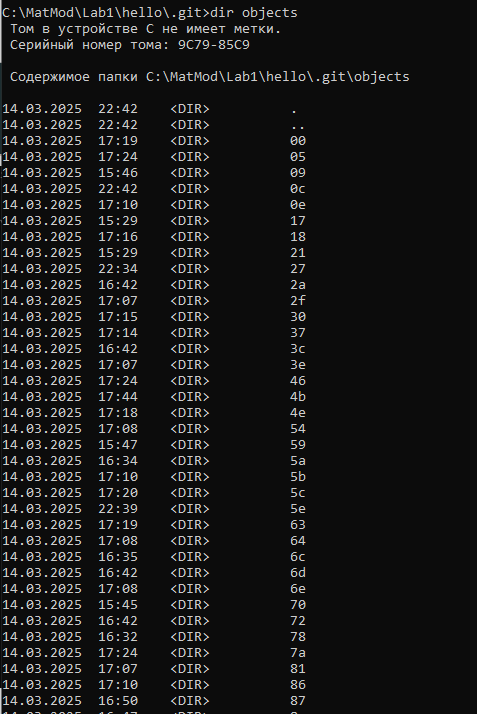 C:\MatMod\Lab1\hello\.git>dir objects
Том в устройстве C не имеет метки.
Серийный номер тома: 9C79-85C9
Содержимое папки C:\MatMod\Lab1\hello\.git\objects
14.03.2025  22:42    <DIR>          .
14.03.2025  22:42    <DIR>          ..
14.03.2025  17:19    <DIR>          00
14.03.2025  17:24    <DIR>          05
14.03.2025  15:46    <DIR>          09
14.03.2025  22:42    <DIR>          0c
14.03.2025  17:10    <DIR>          0e
14.03.2025  15:29    <DIR>          17
14.03.2025  17:16    <DIR>          18
14.03.2025  15:29    <DIR>          21
14.03.2025  22:34    <DIR>          27
14.03.2025  16:42    <DIR>          2a
14.03.2025  17:07    <DIR>          2f
14.03.2025  17:15    <DIR>          30
14.03.2025  17:14    <DIR>          37
14.03.2025  16:42    <DIR>          3c
14.03.2025  17:07    <DIR>          3e
14.03.2025  17:24    <DIR>          46
14.03.2025  17:44    <DIR>          4b
14.03.2025  17:18    <DIR>          4e
14.03.2025  17:08    <DIR>          54
14.03.2025  15:47    <DIR>          59
14.03.2025  16:34    <DIR>          5a
14.03.2025  17:10    <DIR>          5b
14.03.2025  17:20    <DIR>          5c
14.03.2025  22:39    <DIR>          5e
14.03.2025  17:19    <DIR>          63
14.03.2025  17:08    <DIR>          64
14.03.2025  16:35    <DIR>          6c
14.03.2025  16:42    <DIR>          6d
14.03.2025  17:08    <DIR>          6e
14.03.2025  15:45    <DIR>          70
14.03.2025  16:42    <DIR>          72
14.03.2025  16:32    <DIR>          78
14.03.2025  17:24    <DIR>          7a
14.03.2025  17:07    <DIR>          81
14.03.2025  17:10    <DIR>          86
14.03.2025  16:50    <DIR>          87